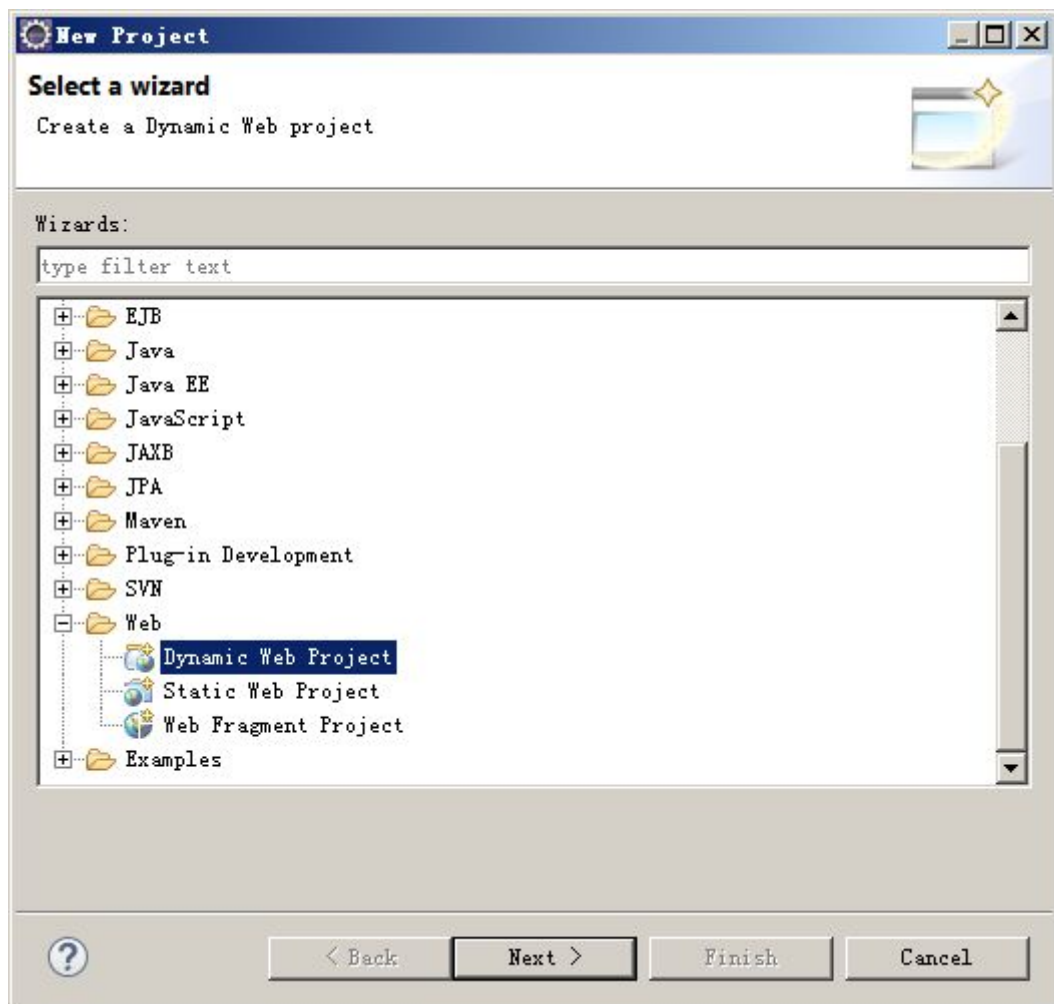 New Project
Select a wizard
Create a Dynamic Web project
Wizards:
type filter text
EJB
Java
Java EE
JavaScript
JAXB
JPA
Maven
Plug-in Development
SVN
Web
Dynamic Web Project
Static Web Project
Web Fragment Project
Examples
?
< Back Next > Finish Cancel